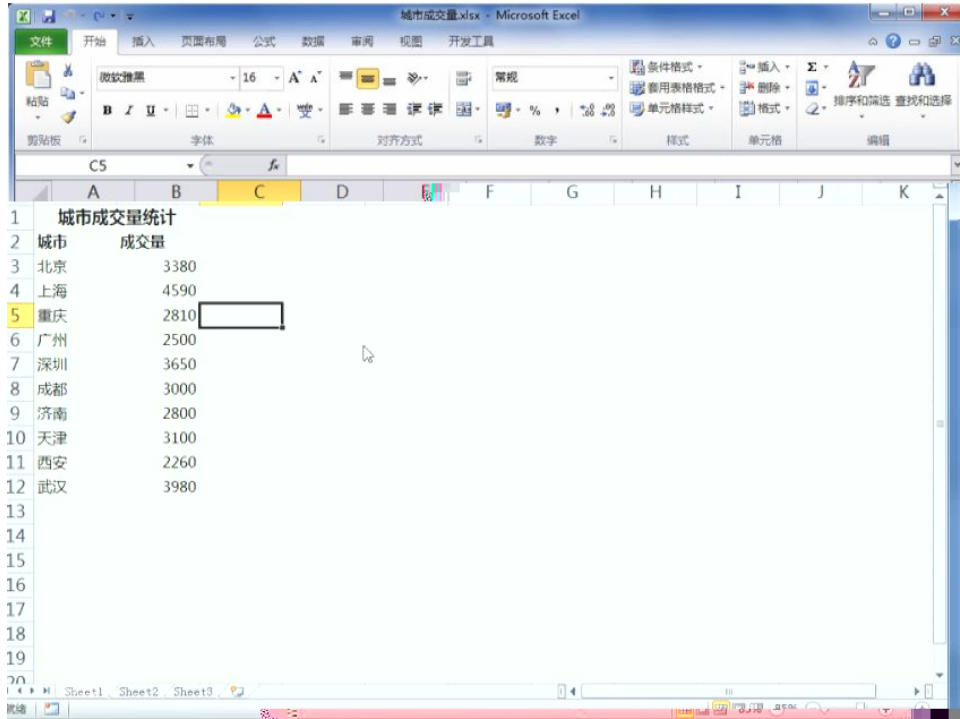 城市成交量.xlsx - Microsoft Excel
文件 开始 插入 页面布局 公式 数据 审阅 视图 开发工具
粘贴 微软雅黑 16 常规 条件格式 套用表格格式 单元格样式 插入 删除 格式 Σ 排序和筛选 查找和选择
B I U A %
剪贴板 字体 对齐方式 数字 样式 单元格 编辑
C5 fx
A B C D E F G H I J K
1 城市成交量统计
2 城市 成交量
3 北京 3380
4 上海 4590
5 重庆 2810
6 广州 2500
7 深圳 3650
8 成都 3000
9 济南 2800
10 天津 3100
11 西安 2260
12 武汉 3980
13
14
15
16
17
18
19
20
Sheet1 Sheet2 Sheet3
就绪 85%